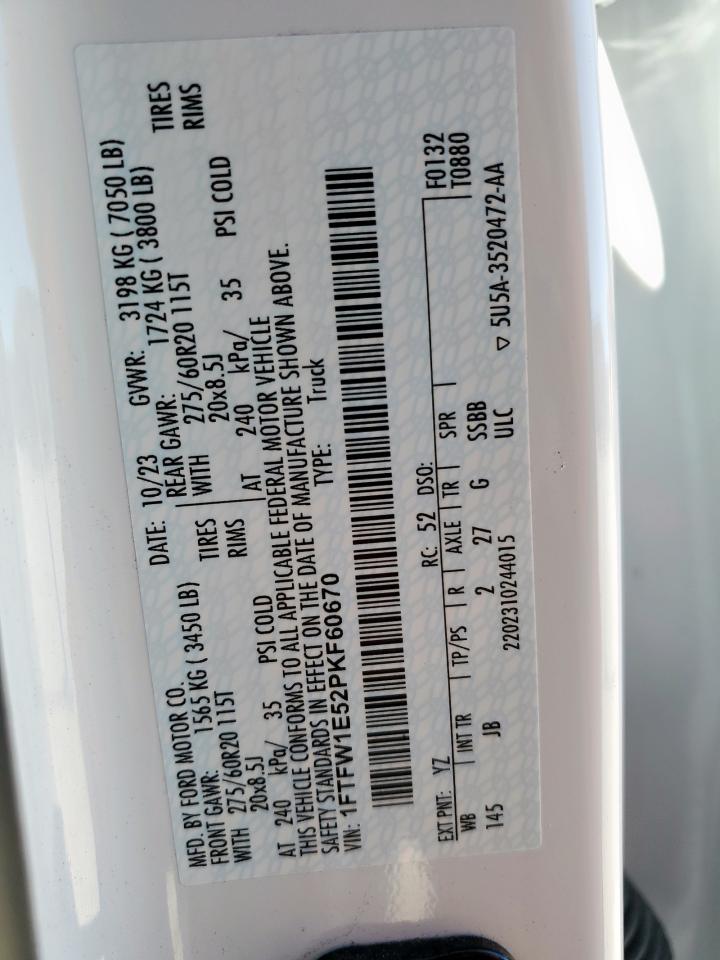 MFD. BY FORD MOTOR CO. DATE: 10/23 GVWR: 3198 KG ( 7050 LB)
FRONT GAWR: 1565 KG ( 3450 LB) REAR GAWR: 1724 KG ( 3800 LB)
WITH 275/60R20 115T TIRES WITH 275/60R20 115T TIRES
20x8.5J RIMS 20x8.5J RIMS
AT 240 kPa/ 35 PSI COLD AT 240 kPa/ 35 PSI COLD
THIS VEHICLE CONFORMS TO ALL APPLICABLE FEDERAL MOTOR VEHICLE
SAFETY STANDARDS IN EFFECT ON THE DATE OF MANUFACTURE SHOWN ABOVE.
VIN: 1FTFW1E52PKF60670 TYPE: Truck
F0132
EXT PNT: YZ RC: 52 DSO: T0880
WB INT TR TP/PS R AXLE TR SPR
145 JB 2 27 G SSBB
2202310244015 ULC ▽ 5U5A-3520472-AA